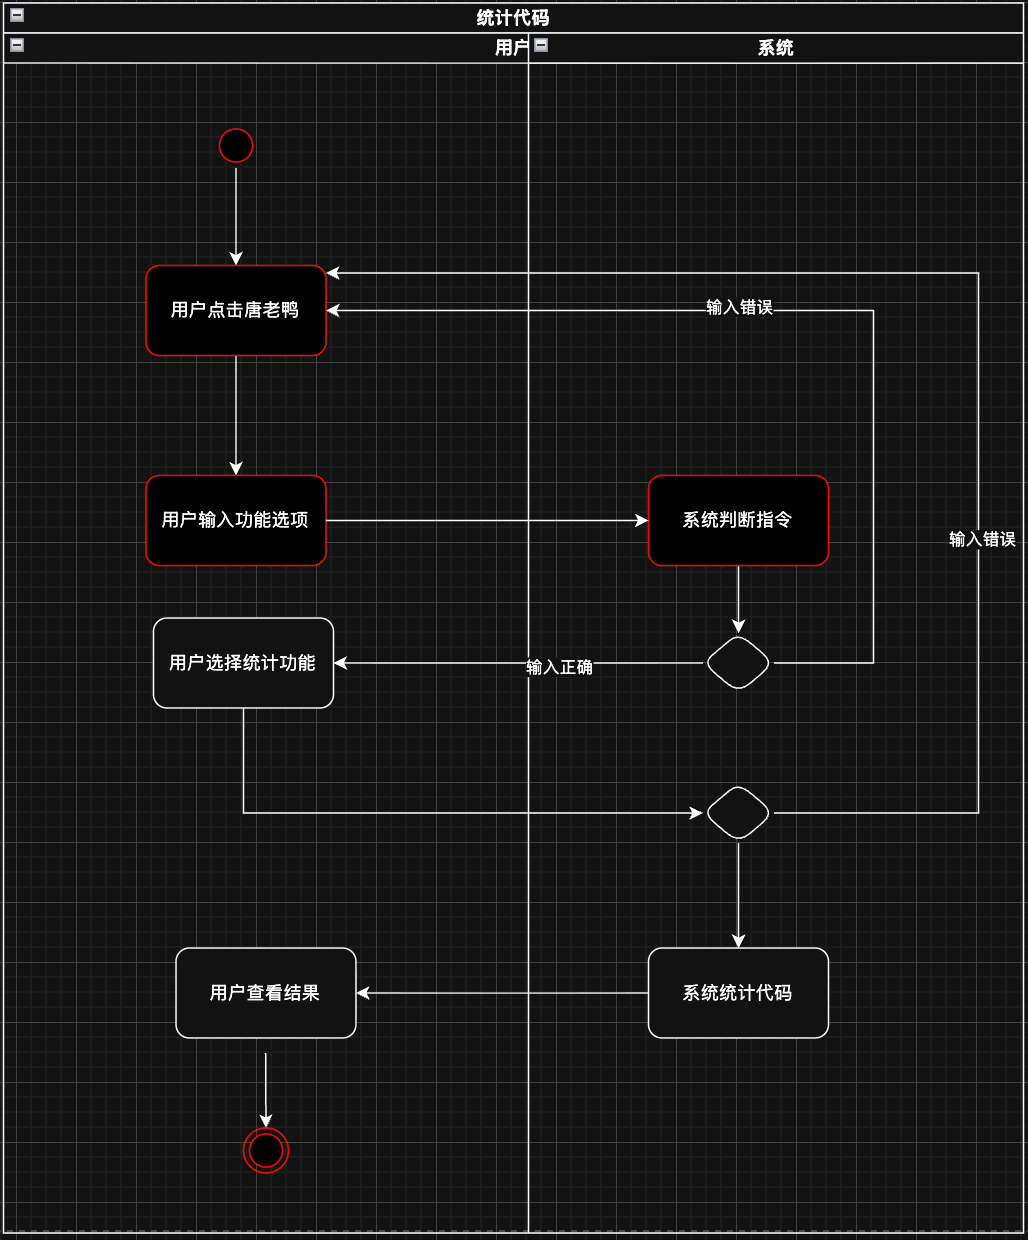 统计代码
用户
系统
用户点击唐老鸭
输入错误
用户输入功能选项
系统判断指令
输入错误
用户选择统计功能
输入正确
用户查看结果
系统统计代码